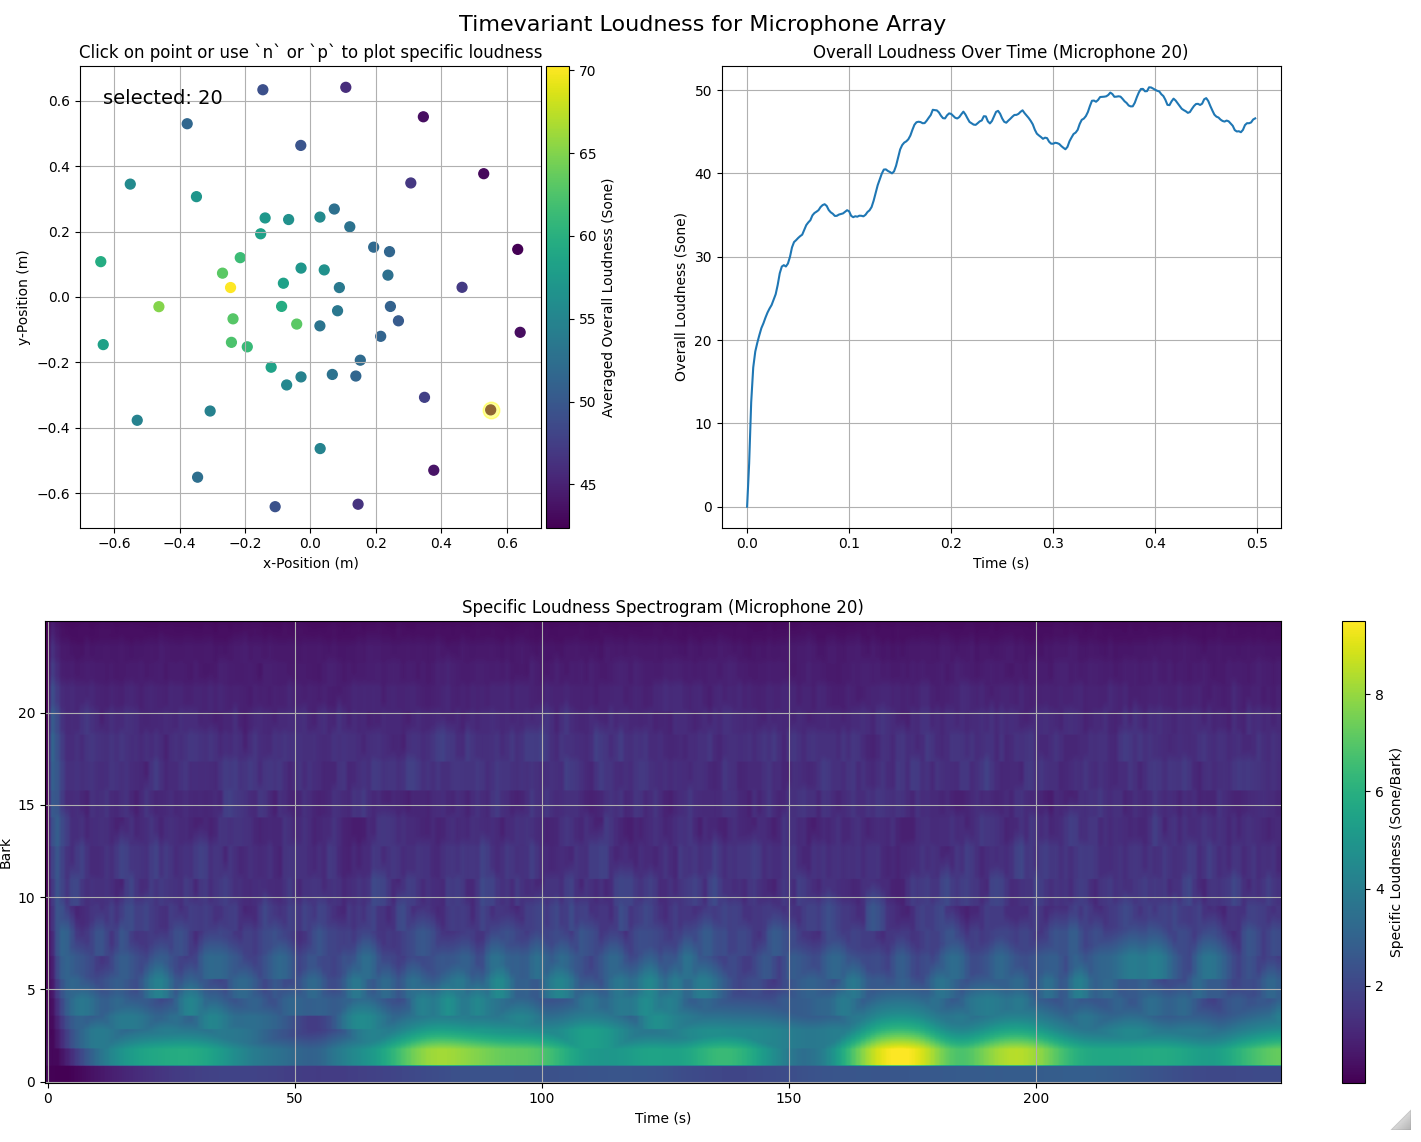 Timevariant Loudness for Microphone Array
Click on point or use `n` or `p` to plot specific loudness
selected: 20
0.6
0.4
0.2
0.0
−0.2
−0.4
−0.6
y-Position (m)
−0.6 −0.4 −0.2 0.0 0.2 0.4 0.6
x-Position (m)
70
65
60
55
50
45
Averaged Overall Loudness (Sone)
Overall Loudness Over Time (Microphone 20)
50
40
30
20
10
0
Overall Loudness (Sone)
0.0 0.1 0.2 0.3 0.4 0.5
Time (s)
Specific Loudness Spectrogram (Microphone 20)
20
15
10
5
0
Bark
0 50 100 150 200
Time (s)
8
6
4
2
Specific Loudness (Sone/Bark)